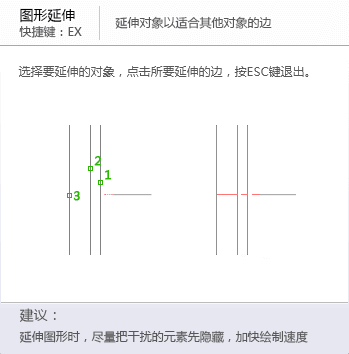 图形延伸
快捷键：EX
延伸对象以适合其他对象的边
选择要延伸的对象，点击所要延伸的边，按ESC键退出。
2
1
3
建议：
延伸图形时，尽量把干扰的元素先隐藏，加快绘制速度